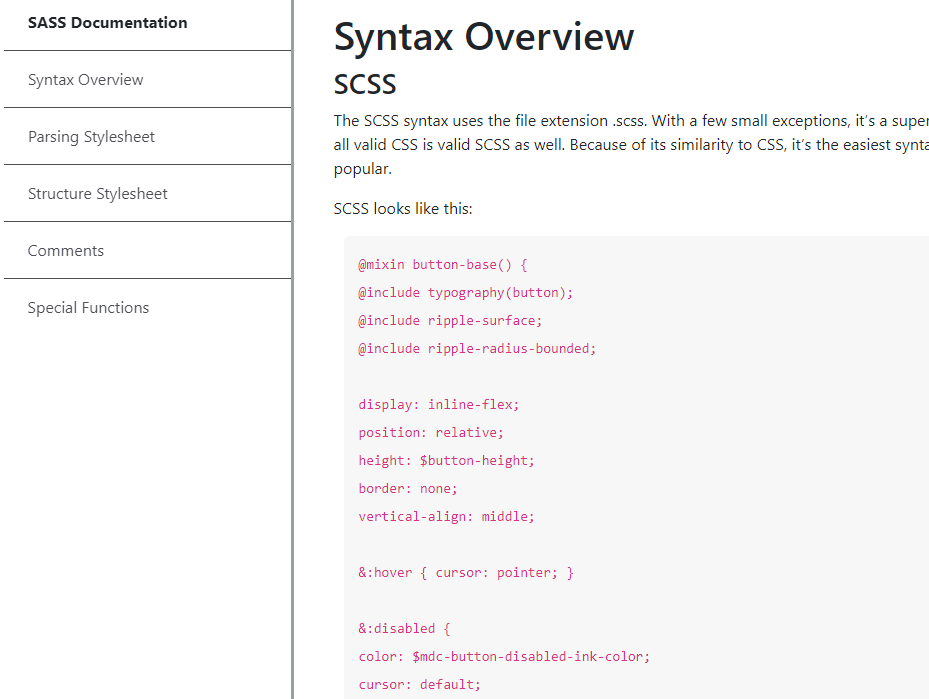 SASS Documentation
Syntax Overview
Parsing Stylesheet
Structure Stylesheet
Comments
Special Functions
Syntax Overview
SCSS
The SCSS syntax uses the file extension .scss. With a few small exceptions, it's a
all valid CSS is valid SCSS as well. Because of its similarity to CSS, it's the easiest
popular.
SCSS looks like this:
@mixin button-base() {
@include typography(button);
@include ripple-surface;
@include ripple-radius-bounded;
display: inline-flex;
position: relative;
height: $button-height;
border: none;
vertical-align: middle;
&:hover { cursor: pointer; }
&:disabled {
color: $mdc-button-disabled-ink-color;
cursor: default;